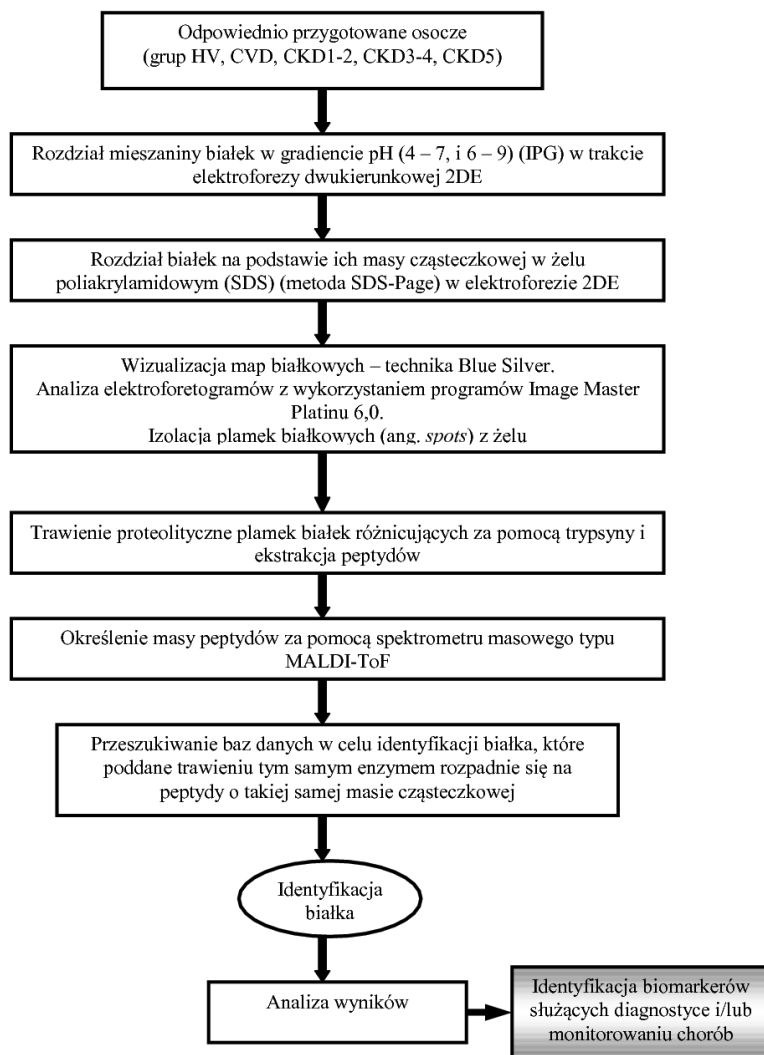 Odpowiednio przygotowane osocze
(grup HV, CVD, CKD1-2, CKD3-4, CKD5)
Rozdział mieszaniny białek w gradiencie pH (4 – 7, i 6 – 9) (IPG) w trakcie
elektroforezy dwukierunkowej 2DE
Rozdział białek na podstawie ich masy cząsteczkowej w żelu
poliakrylamidowym (SDS) (metoda SDS-Page) w elektroforezie 2DE
Wizualizacja map białkowych – technika Blue Silver.
Analiza elektroforetogramów z wykorzystaniem programów Image Master
Platinu 6,0.
Izolacja plamek białkowych (ang. spots) z żelu
Trawienie proteolityczne plamek białek różnicujących za pomocą trypsyny i
ekstrakcja peptydów
Określenie masy peptydów za pomocą spektrometru masowego typu
MALDI-ToF
Przeszukiwanie baz danych w celu identyfikacji białka, które
poddane trawieniu tym samym enzymem rozpadnie się na
peptydy o takiej samej masie cząsteczkowej
Identyfikacja
białka
Analiza wyników
Identyfikacja biomarkerów
służących diagnostyce i/lub
monitorowaniu chorób